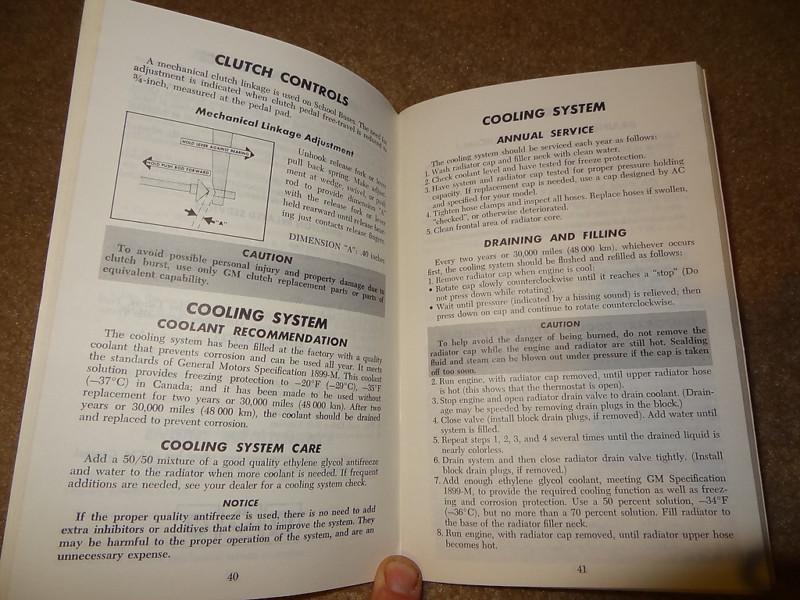 CLUTCH CONTROLS
A mechanical clutch linkage is used on School Buses. The need for
adjustment is indicated when clutch pedal free-travel is reduced to
¾-inch, measured at the pedal pad.
Mechanical Linkage Adjustment
HOLD LEVER AGAINST BEARING
HOLD PUSH ROD FORWARD
"A"
Unhook release fork or lever
pull back spring. Make adjust-
ment at wedge, swivel, or push
rod to provide dimension "A"
with the release fork or lever
held rearward until release bear-
ing just contacts release fingers.
DIMENSION "A": .40 inches
CAUTION
To avoid possible personal injury and property damage due to
clutch burst, use only GM clutch replacement parts or parts of
equivalent capability.
COOLING SYSTEM
COOLANT RECOMMENDATION
The cooling system has been filled at the factory with a quality
coolant that prevents corrosion and can be used all year. It meets
the standards of General Motors Specification 1899-M. This coolant
solution provides freezing protection to –20°F (–29°C), –35°F
(–37°C) in Canada; and it has been made to be used without
replacement for two years or 30,000 miles (48 000 km). After two
years or 30,000 miles (48 000 km), the coolant should be drained
and replaced to prevent corrosion.
COOLING SYSTEM CARE
Add a 50/50 mixture of a good quality ethylene glycol antifreeze
and water to the radiator when more coolant is needed. If frequent
additions are needed, see your dealer for a cooling system check.
NOTICE
If the proper quality antifreeze is used, there is no need to add
extra inhibitors or additives that claim to improve the system. They
may be harmful to the proper operation of the system, and are an
unnecessary expense.
40
COOLING SYSTEM
ANNUAL SERVICE
The cooling system should be serviced each year as follows:
1. Wash radiator cap and filler neck with clean water.
2. Check coolant level and have tested for freeze protection.
3. Have system and radiator cap tested for proper pressure holding
capacity. If replacement cap is needed, use a cap designed by AC
and specified for your model.
4. Tighten hose clamps and inspect all hoses. Replace hoses if swollen,
"checked", or otherwise deteriorated.
5. Clean frontal area of radiator core.
DRAINING AND FILLING
Every two years or 30,000 miles (48 000 km), whichever occurs
first, the cooling system should be flushed and refilled as follows:
1. Remove radiator cap when engine is cool:
• Rotate cap slowly counterclockwise until it reaches a "stop" (Do
not press down while rotating).
• Wait until pressure (indicated by a hissing sound) is relieved; then
press down on cap and continue to rotate counterclockwise.
CAUTION
To help avoid the danger of being burned, do not remove the
radiator cap while the engine and radiator are still hot. Scalding
fluid and steam can be blown out under pressure if the cap is taken
off too soon.
2. Run engine, with radiator cap removed, until upper radiator hose
is hot (this shows that the thermostat is open).
3. Stop engine and open radiator drain valve to drain coolant. (Drain-
age may be speeded by removing drain plugs in the block.)
4. Close valve (install block drain plugs, if removed). Add water until
system is filled.
5. Repeat steps 1, 2, 3, and 4 several times until the drained liquid is
nearly colorless.
6. Drain system and then close radiator drain valve tightly. (Install
block drain plugs, if removed.)
7. Add enough ethylene glycol coolant, meeting GM Specification
1899-M, to provide the required cooling function as well as freez-
ing and corrosion protection. Use a 50 percent solution, –34°F
(–36°C), but no more than a 70 percent solution. Fill radiator to
the base of the radiator filler neck.
8. Run engine, with radiator cap removed, until radiator upper hose
becomes hot.
41